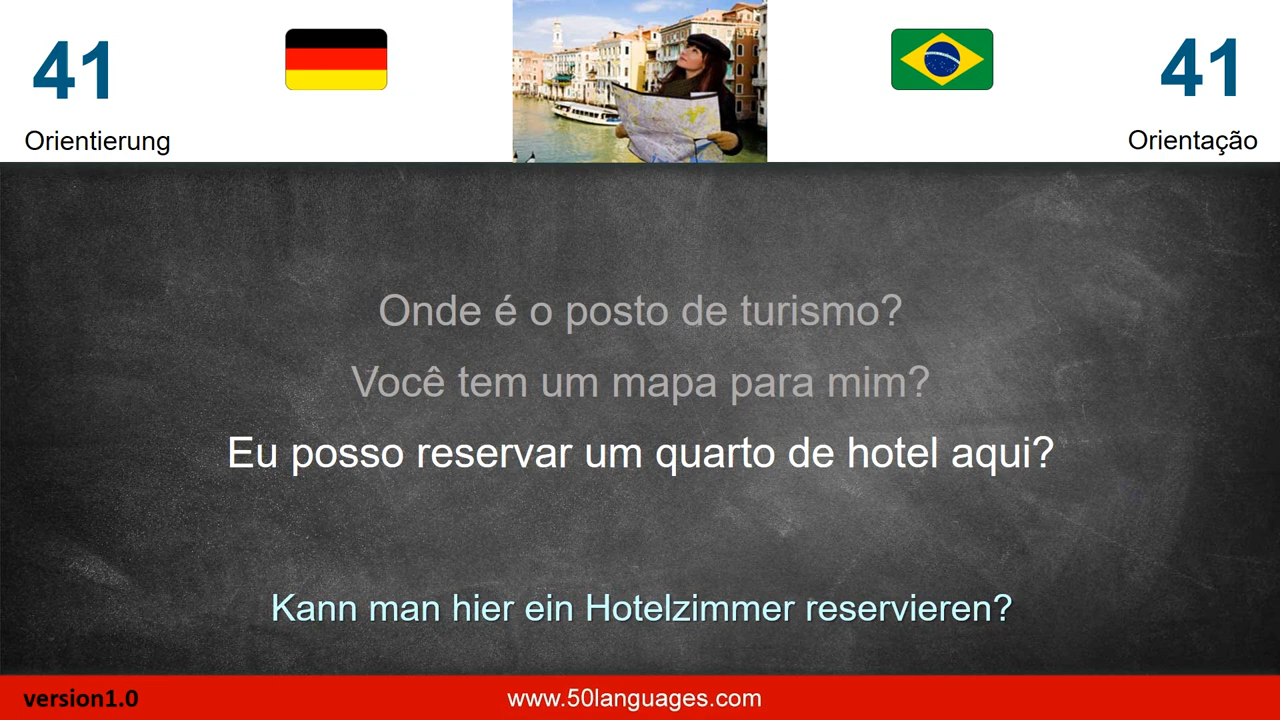 41
41
Orientierung
Orientação
Onde é o posto de turismo?
Você tem um mapa para mim?
Eu posso reservar um quarto de hotel aqui?
Kann man hier ein Hotelzimmer reservieren?
version1.0
www.50languages.com